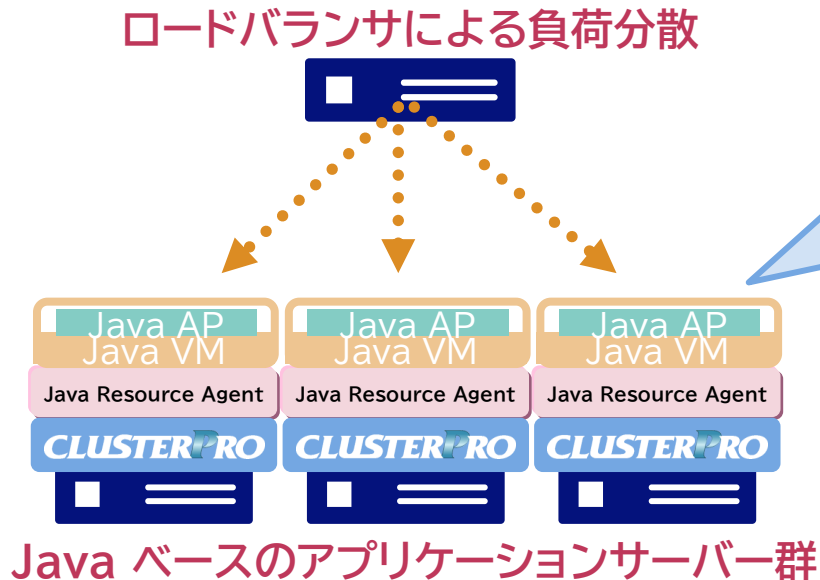 ロードバランサによる負荷分散
Java AP Java AP Java AP
Java VM Java VM Java VM
Java Resource Agent Java Resource Agent Java Resource Agent
CLUSTERPRO CLUSTERPRO CLUSTERPRO
Java ベースのアプリケーションサーバー群